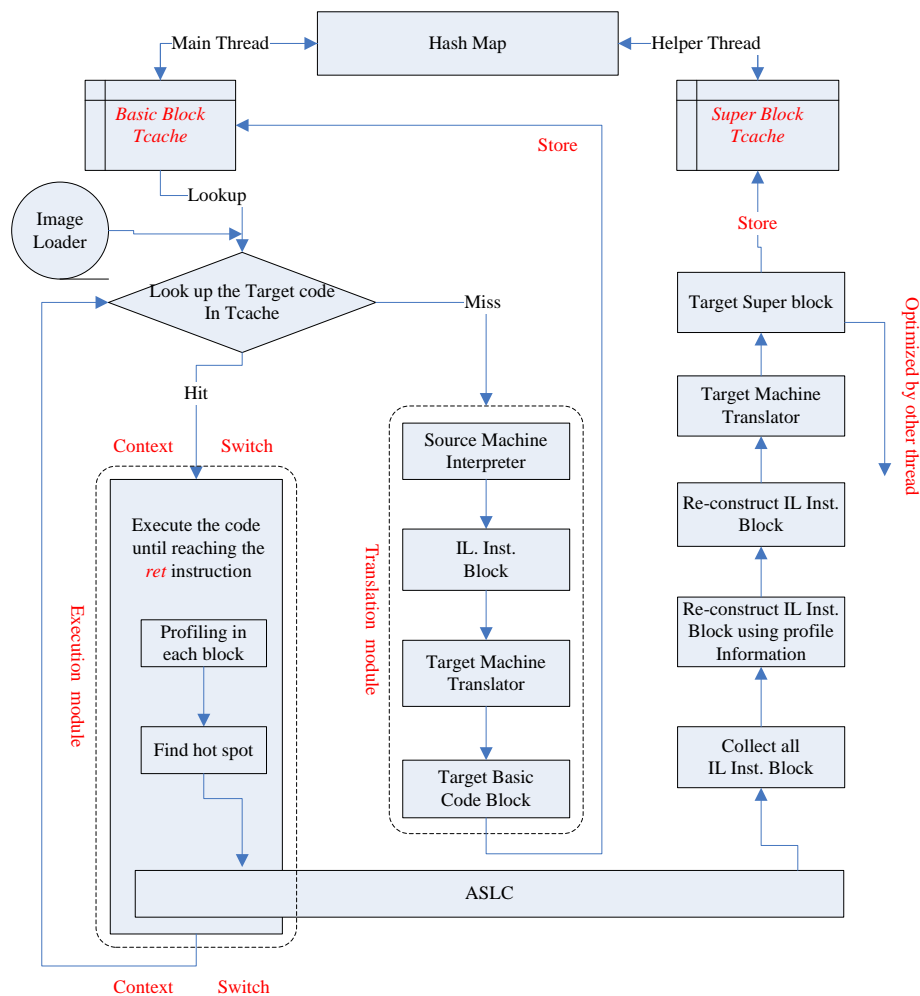 Main Thread
Hash Map
Helper Thread
Basic Block
Tcache
Super Block
Tcache
Store
Lookup
Image
Loader
Store
Look up the Target code
In Tcache
Miss
Target Super block
Optimized by other thread
Hit
Target Machine
Translator
Context Switch
Source Machine
Interpreter
Execute the code
until reaching the
ret instruction
Re-construct IL Inst.
Block
IL. Inst.
Block
Translation module
Execution module
Profiling in
each block
Re-construct IL Inst.
Block using profile
Information
Target Machine
Translator
Find hot spot
Collect all
IL Inst. Block
Target Basic
Code Block
ASLC
Context Switch